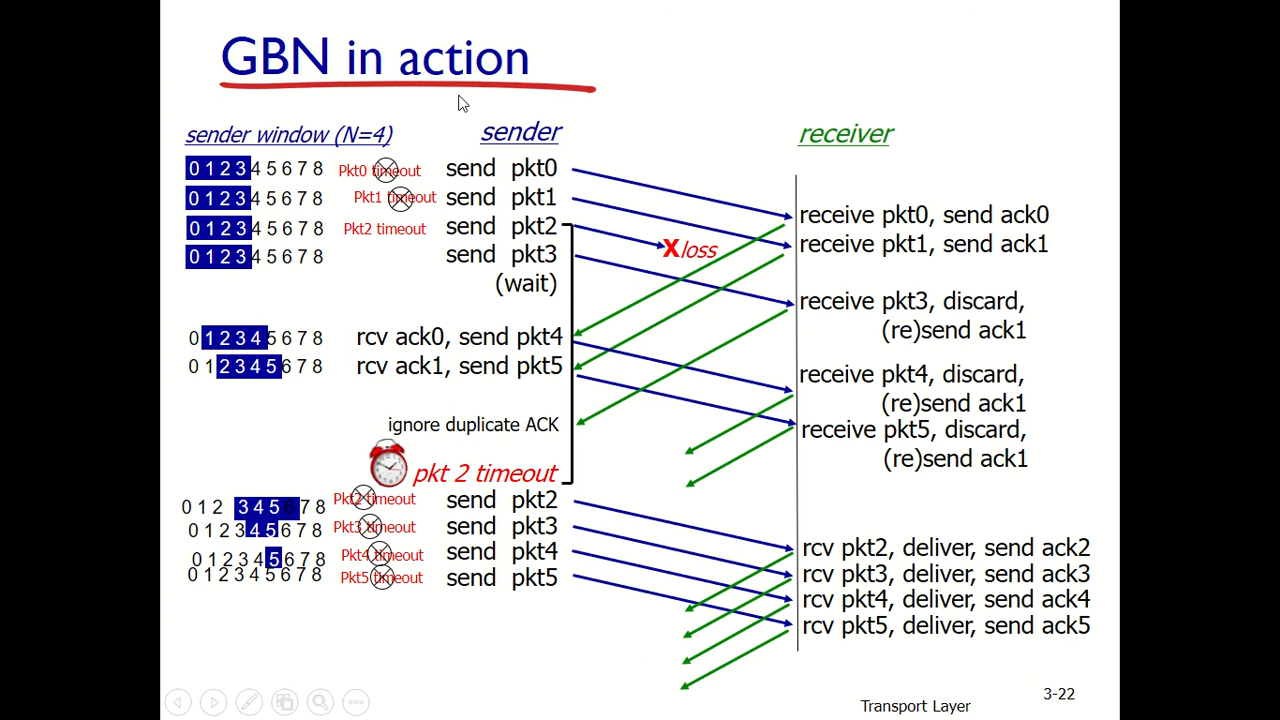 GBN in action
sender window (N=4)
sender
receiver
0 1 2 3 4 5 6 7 8 Pkt0 timeout send pkt0
0 1 2 3 4 5 6 7 8 Pkt1 timeout send pkt1
0 1 2 3 4 5 6 7 8 Pkt2 timeout send pkt2
0 1 2 3 4 5 6 7 8 send pkt3
(wait)
X loss
receive pkt0, send ack0
receive pkt1, send ack1
receive pkt3, discard,
(re)send ack1
0 1 2 3 4 5 6 7 8 rcv ack0, send pkt4
0 1 2 3 4 5 6 7 8 rcv ack1, send pkt5
receive pkt4, discard,
(re)send ack1
receive pkt5, discard,
(re)send ack1
ignore duplicate ACK
pkt 2 timeout
0 1 2 3 4 5 6 7 8 Pkt2 timeout send pkt2
0 1 2 3 4 5 6 7 8 Pkt3 timeout send pkt3
0 1 2 3 4 5 6 7 8 Pkt4 timeout send pkt4
0 1 2 3 4 5 6 7 8 Pkt5 timeout send pkt5
rcv pkt2, deliver, send ack2
rcv pkt3, deliver, send ack3
rcv pkt4, deliver, send ack4
rcv pkt5, deliver, send ack5
3-22
Transport Layer